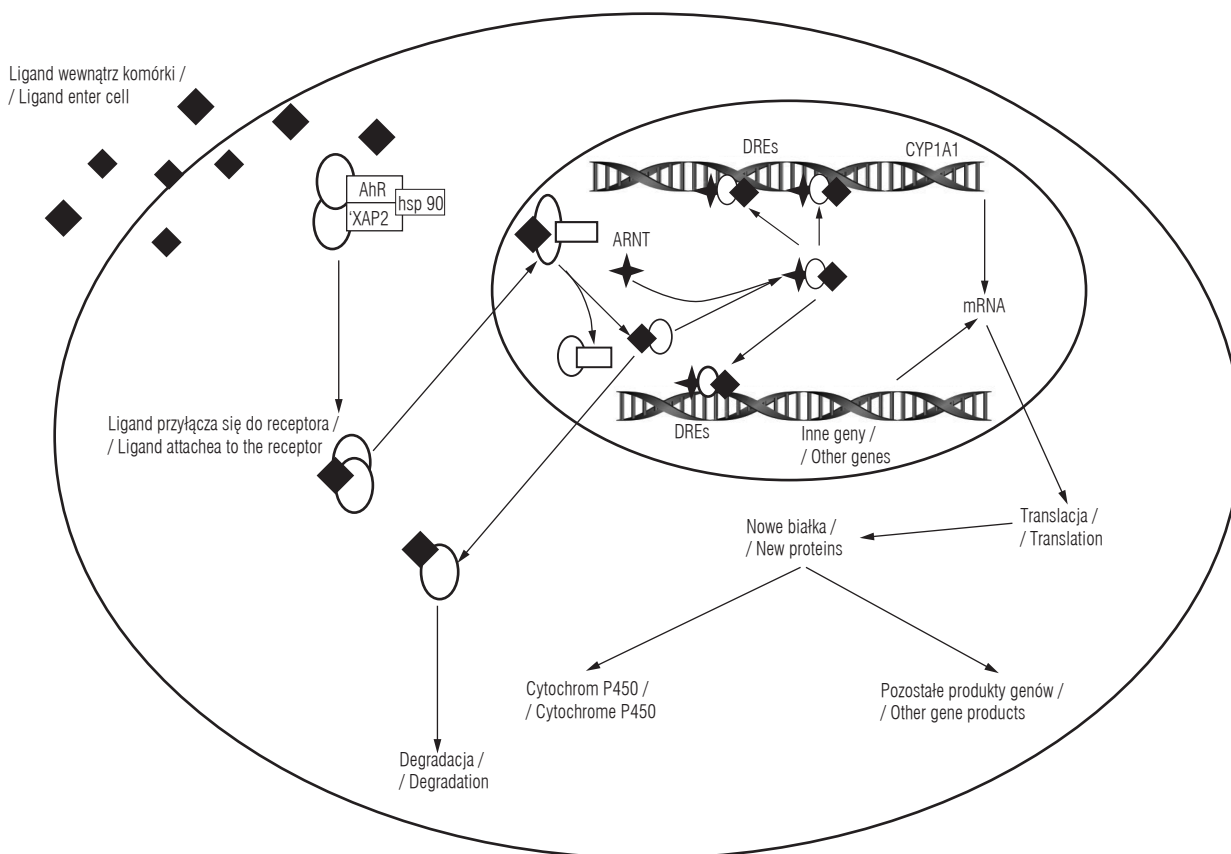 Ligand wewnątrz komórki /
/ Ligand enter cell
AhR
'XAP2
hsp 90
DREs
CYP1A1
ARNT
mRNA
DREs
Inne geny /
/ Other genes
Ligand przyłącza się do receptora /
/ Ligand attachea to the receptor
Nowe białka /
/ New proteins
Translacja /
/ Translation
Cytochrom P450 /
/ Cytochrome P450
Pozostałe produkty genów /
/ Other gene products
Degradacja /
/ Degradation